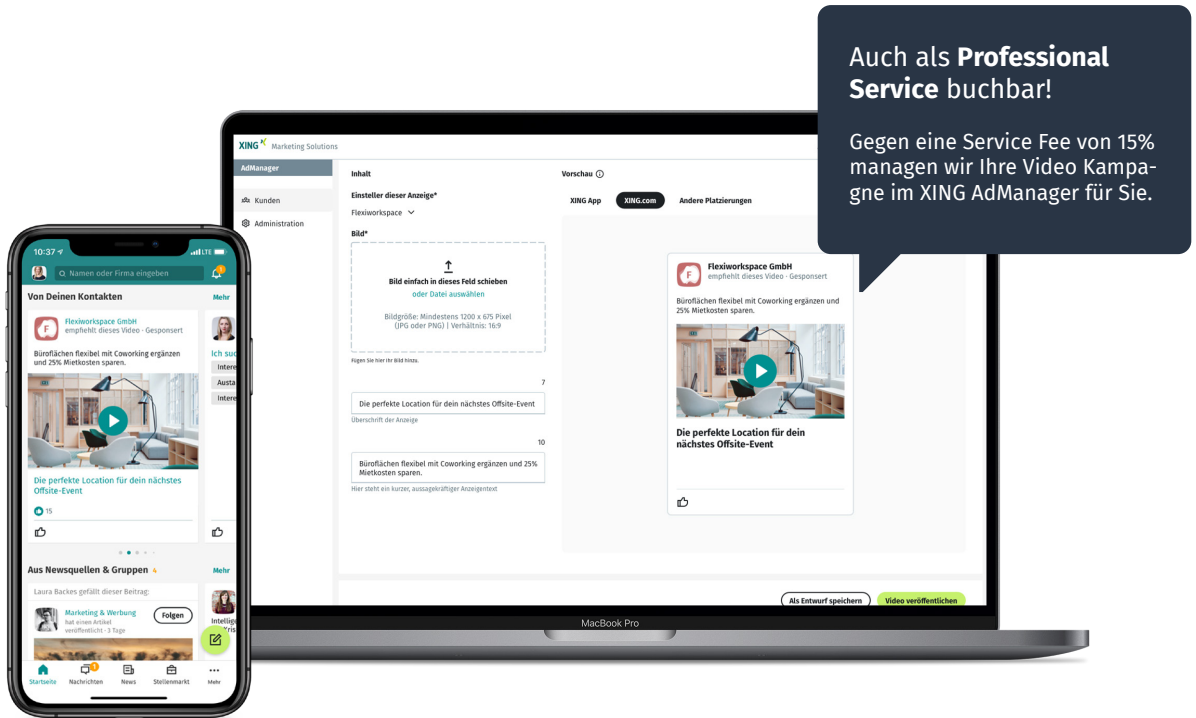 Auch als Professional
Service buchbar!
Gegen eine Service Fee von 15%
managen wir Ihre Video Kampa-
gne im XING AdManager für Sie.
XING Marketing Solutions
AdManager
Kunden
Administration
Inhalt
Einsteller dieser Anzeige*
Flexiworkspace
Bild*
Bild einfach in dieses Feld schieben
oder Datei auswählen
Bildgröße: Mindestens 1200 x 675 Pixel
(JPG oder PNG) | Verhältnis: 16:9
Fügen Sie hier Ihr Bild hinzu.
7
Die perfekte Location für dein nächstes Offsite-Event
Überschrift der Anzeige
10
Büroflächen flexibel mit Coworking ergänzen und 25%
Mietkosten sparen.
Hier steht ein kurzer, aussagekräftiger Anzeigentext
Vorschau
XING App XING.com Andere Platzierungen
F
Flexiworkspace GmbH
empfiehlt dieses Video · Gesponsert
Büroflächen flexibel mit Coworking ergänzen und
25% Mietkosten sparen.
Die perfekte Location für dein
nächstes Offsite-Event
Als Entwurf speichern Video veröffentlichen
MacBook Pro
10:37 LTE
Namen oder Firma eingeben
Von Deinen Kontakten Mehr
F
Flexiworkspace GmbH
empfiehlt dieses Video · Gesponsert
Büroflächen flexibel mit Coworking ergänzen
und 25% Mietkosten sparen.
Die perfekte Location für dein nächstes
Offsite-Event
15
Ich suc
Intere
Austa
Intere
Aus Newsquellen & Gruppen 4 Mehr
Laura Backes gefällt dieser Beitrag:
Marketing & Werbung
hat einen Artikel
veröffentlicht · 3 Tage
Folgen
Intellige
Kris
Startseite Nachrichten 1 News Stellenmarkt Mehr